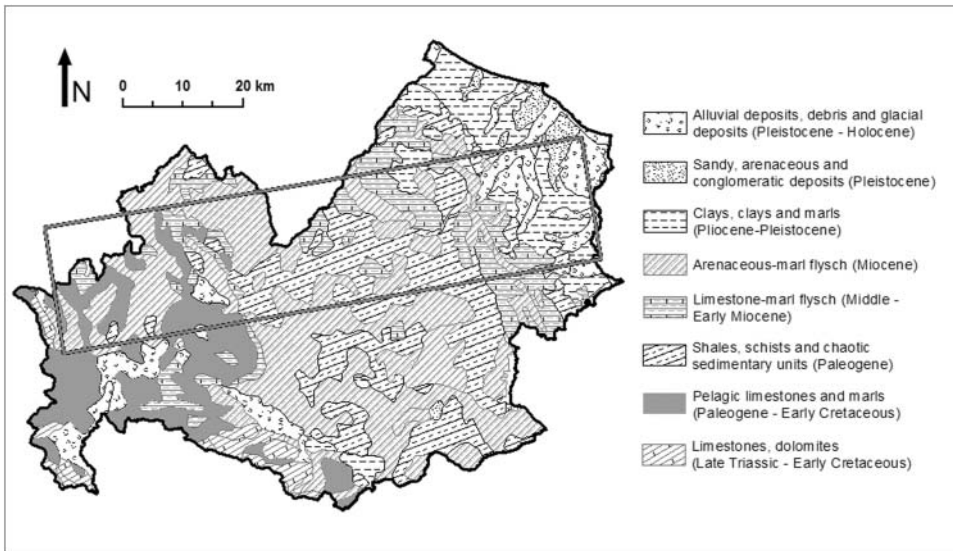 N
0 10 20 km
Alluvial deposits, debris and glacial
deposits (Pleistocene - Holocene)
Sandy, arenaceous and
conglomeratic deposits (Pleistocene)
Clays, clays and marls
(Pliocene-Pleistocene)
Arenaceous-marl flysch (Miocene)
Limestone-marl flysch (Middle -
Early Miocene)
Shales, schists and chaotic
sedimentary units (Paleogene)
Pelagic limestones and marls
(Paleogene - Early Cretaceous)
Limestones, dolomites
(Late Triassic - Early Cretaceous)